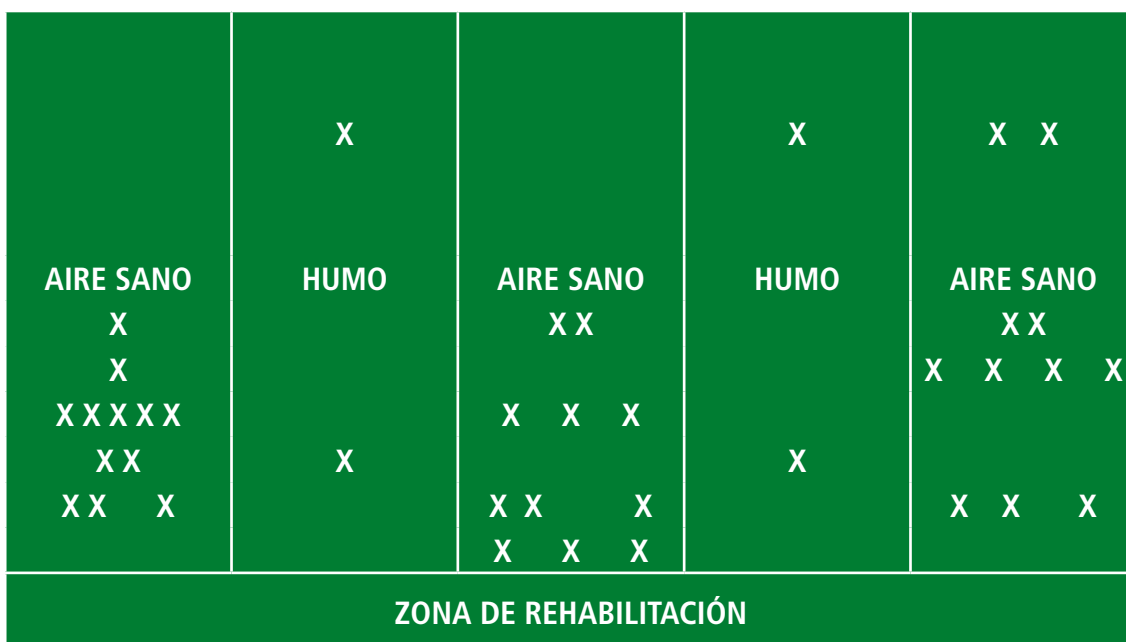 X X X X
AIRE SANO HUMO AIRE SANO HUMO AIRE SANO
X X X X X
X X X X X
X X X X X X X X
X X X X
X X X X X X X X X
X X X
ZONA DE REHABILITACIÓN